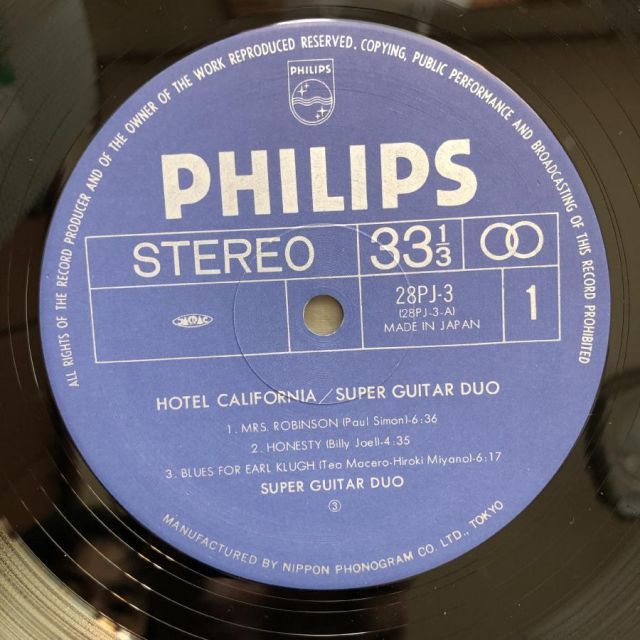 ALL RIGHTS OF THE RECORD PRODUCER AND OF THE OWNER OF THE WORK REPRODUCED RESERVED. COPYING, PUBLIC PERFORMANCE AND BROADCASTING OF THIS RECORD PROHIBITED
PHILIPS
PHILIPS
STEREO
33 1/3
28PJ-3
(28PJ-3-A)
MADE IN JAPAN
1
HOTEL CALIFORNIA/SUPER GUITAR DUO
1. MRS. ROBINSON (Paul Simon)-6:36
2. HONESTY (Billy Joel)-4.35
3. BLUES FOR EARL KLUGH (Teo Macero-Hiroki Miyano)-6:17
SUPER GUITAR DUO
③
MANUFACTURED BY NIPPON PHONOGRAM CO. LTD., TOKYO